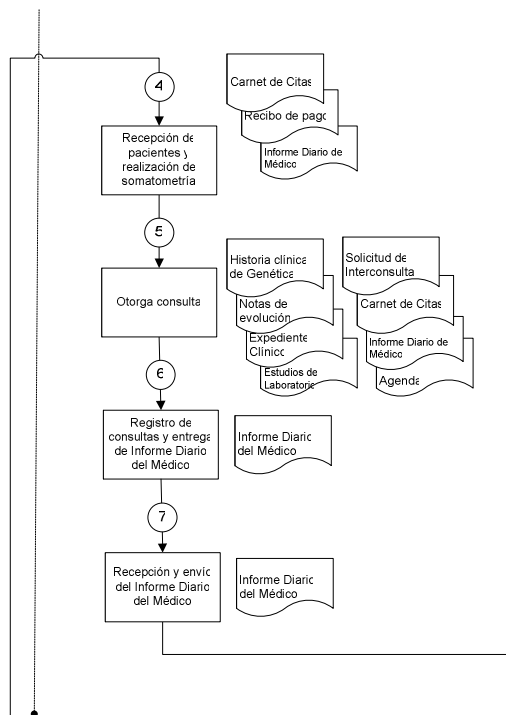 4
Carnet de Citas
Recibo de pago
Informe Diario de
Médico
Recepción de
pacientes y
realización de
somatometría
5
Historia clínica
de Genética
Notas de
evolución
Expediente
Clínico
Estudios de
Laboratorio
Solicitud de
Interconsulta
Carnet de Citas
Informe Diario de
Médico
Agenda
Otorga consulta
6
Registro de
consultas y entrega
de Informe Diario
del Médico
Informe Diario
del Médico
7
Recepción y envío
del Informe Diario
del Médico
Informe Diario
del Médico